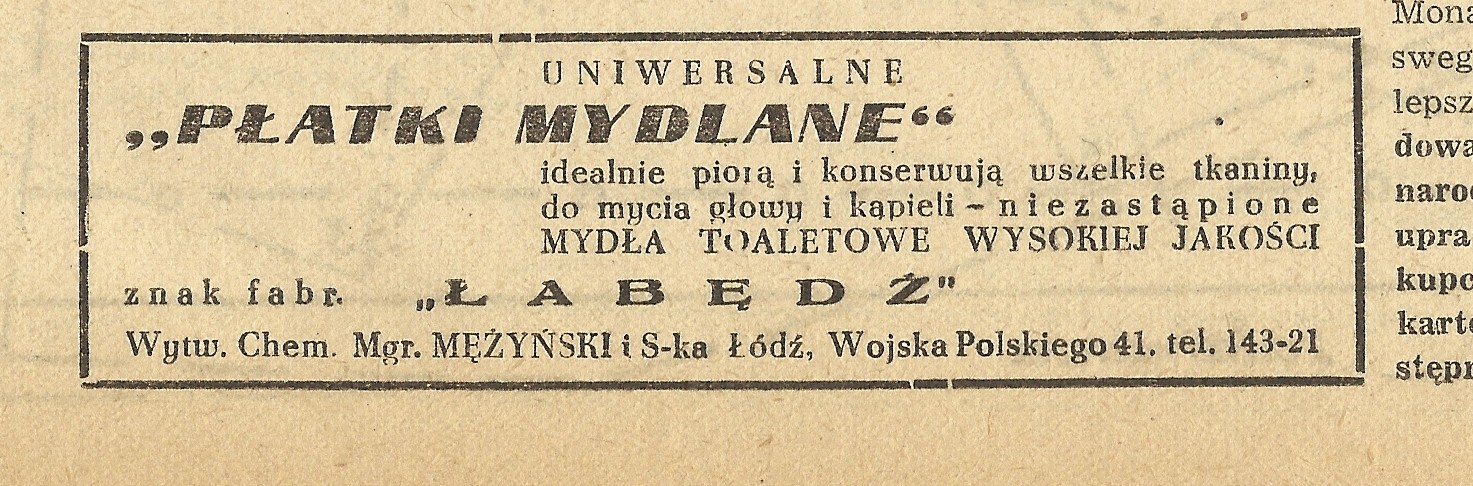 UNIWERSALNE
„PŁATKI MYDLANE“
idealnie piorą i konserwują wszelkie tkaniny,
do mycia głowy i kąpieli – niezastąpione
MYDŁA TOALETOWE WYSOKIEJ JAKOŚCI
znak fabr. „ŁABĘDŹ"
Wytw. Chem. Mgr. MĘŻYŃSKI i S-ka Łódź, Wojska Polskiego 41. tel. 143-21
Mona
sweg
lepsz
dowa
naro
upra
kupc
kart
stępn